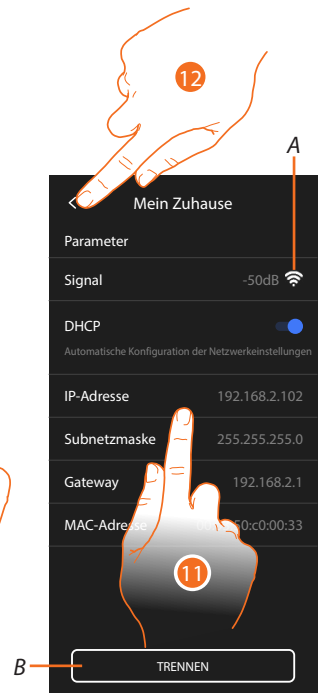 12
A
Mein Zuhause
Parameter
Signal -50dB
DHCP
Automatische Konfiguration der Netzwerkeinstellungen
IP-Adresse 192.168.2.102
Subnetzmaske 255.255.255.0
Gateway 192.168.2.1
MAC-Adresse 50:c0:00:33
11
B TRENNEN